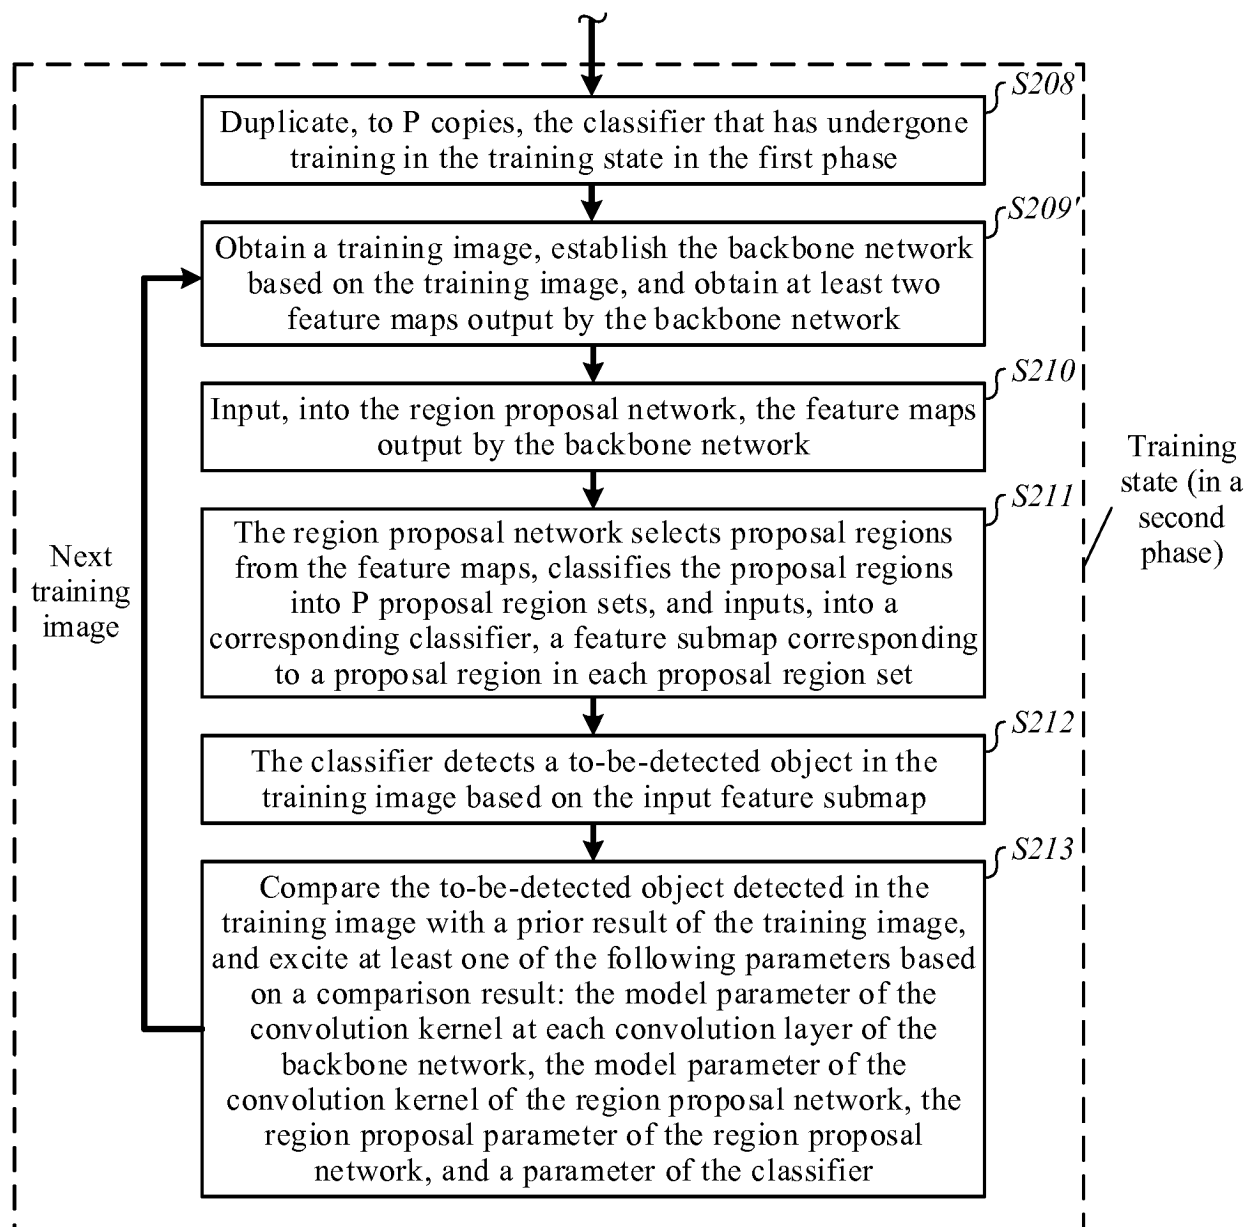 S208
Duplicate, to P copies, the classifier that has undergone
training in the training state in the first phase
S209'
Obtain a training image, establish the backbone network
based on the training image, and obtain at least two
feature maps output by the backbone network
S210
Input, into the region proposal network, the feature maps
output by the backbone network
S211
The region proposal network selects proposal regions
from the feature maps, classifies the proposal regions
into P proposal region sets, and inputs, into a
corresponding classifier, a feature submap corresponding
to a proposal region in each proposal region set
S212
The classifier detects a to-be-detected object in the
training image based on the input feature submap
S213
Compare the to-be-detected object detected in the
training image with a prior result of the training image,
and excite at least one of the following parameters based
on a comparison result: the model parameter of the
convolution kernel at each convolution layer of the
backbone network, the model parameter of the
convolution kernel of the region proposal network, the
region proposal parameter of the region proposal
network, and a parameter of the classifier
Next
training
image
Training
state (in a
second
phase)